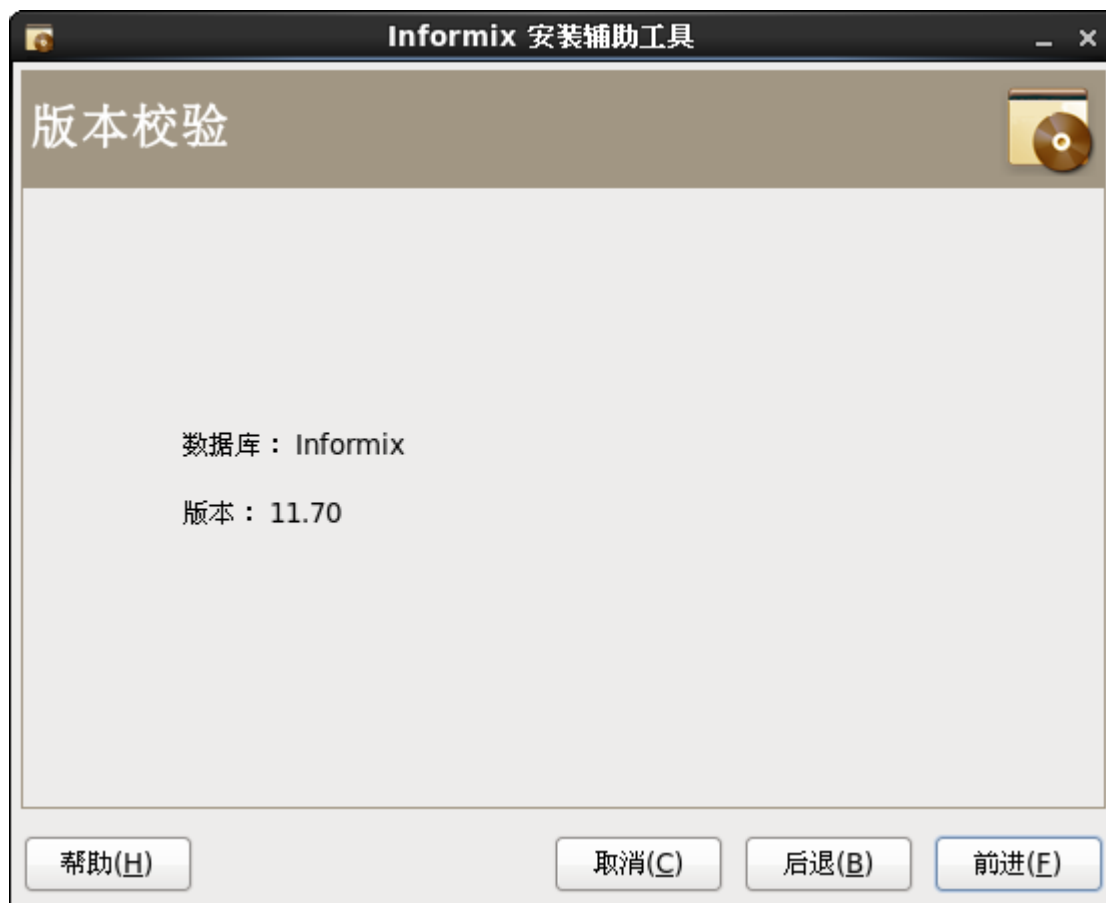 Informix 安装辅助工具
版本校验
数据库： Informix
版本： 11.70
帮助(H) 取消(C) 后退(B) 前进(F)